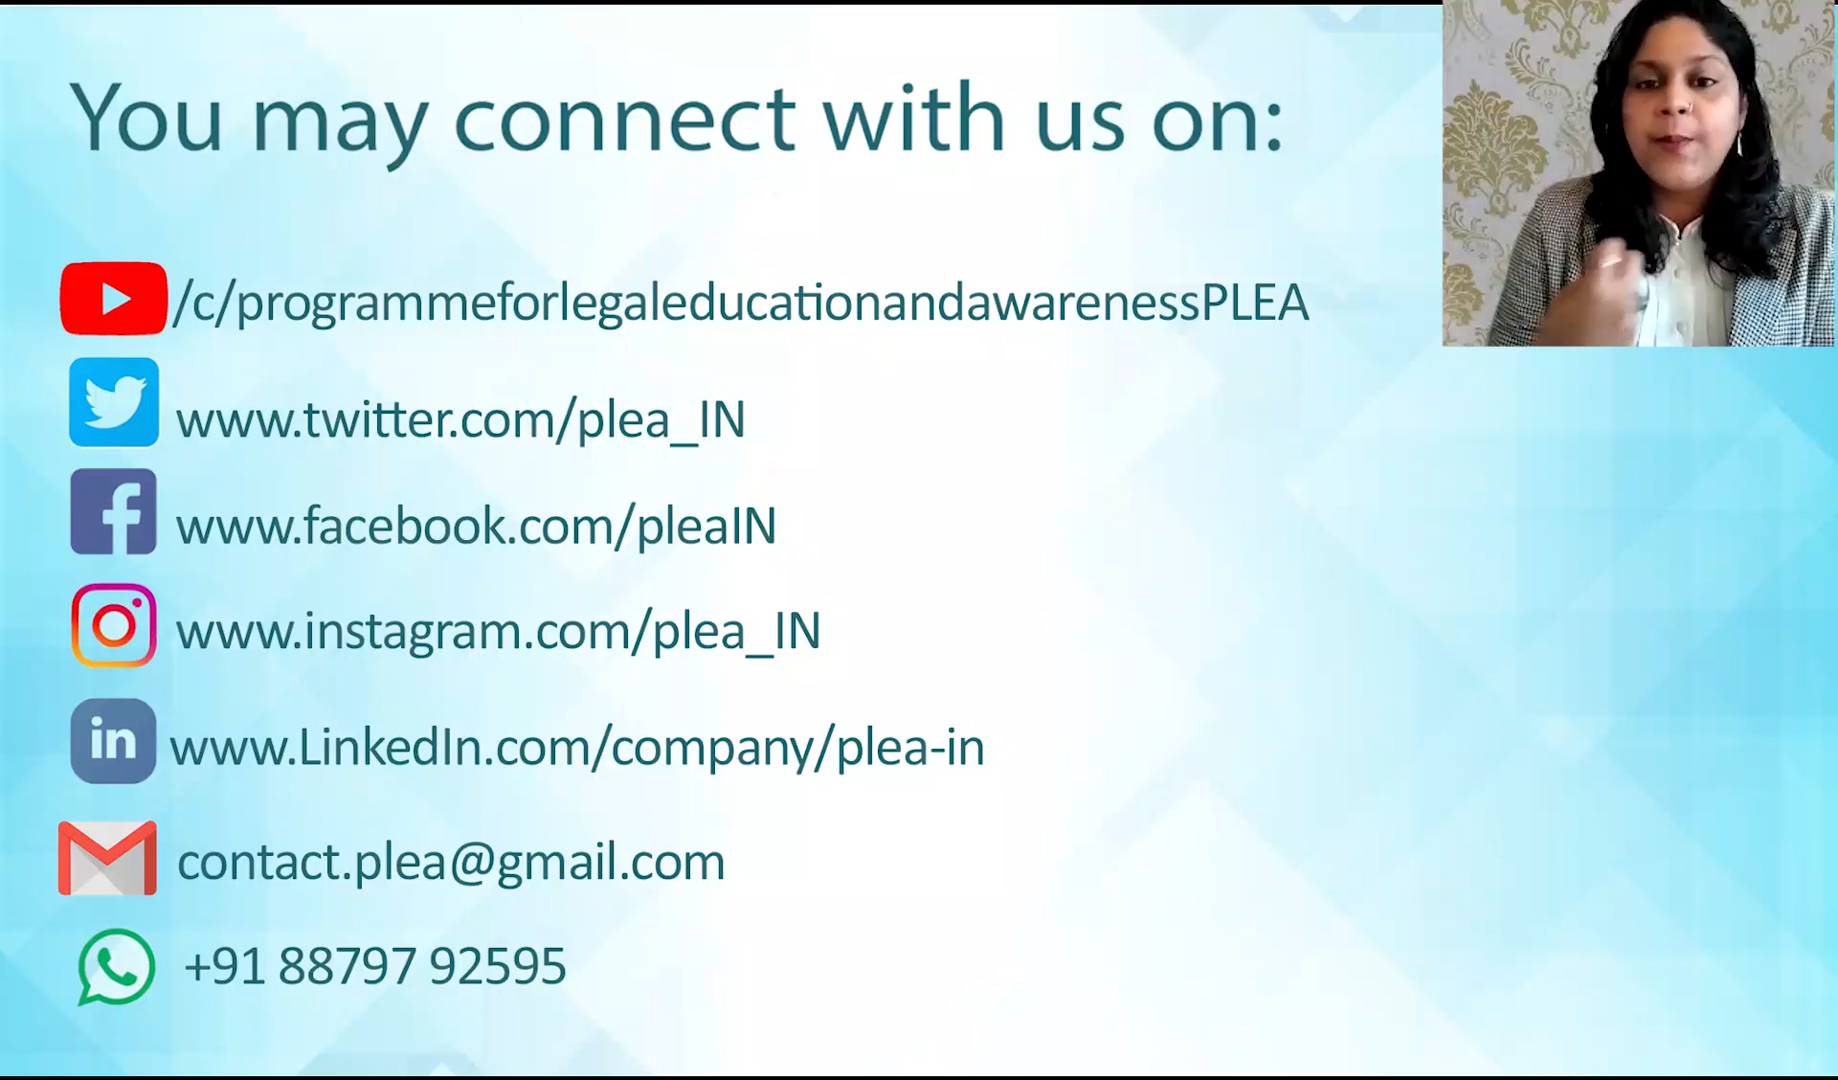 You may connect with us on:
/c/programmeforlegaleducationandawarenessPLEA
www.twitter.com/plea_IN
www.facebook.com/pleaIN
www.instagram.com/plea_IN
in www.LinkedIn.com/company/plea-in
contact.plea@gmail.com
+91 88797 92595